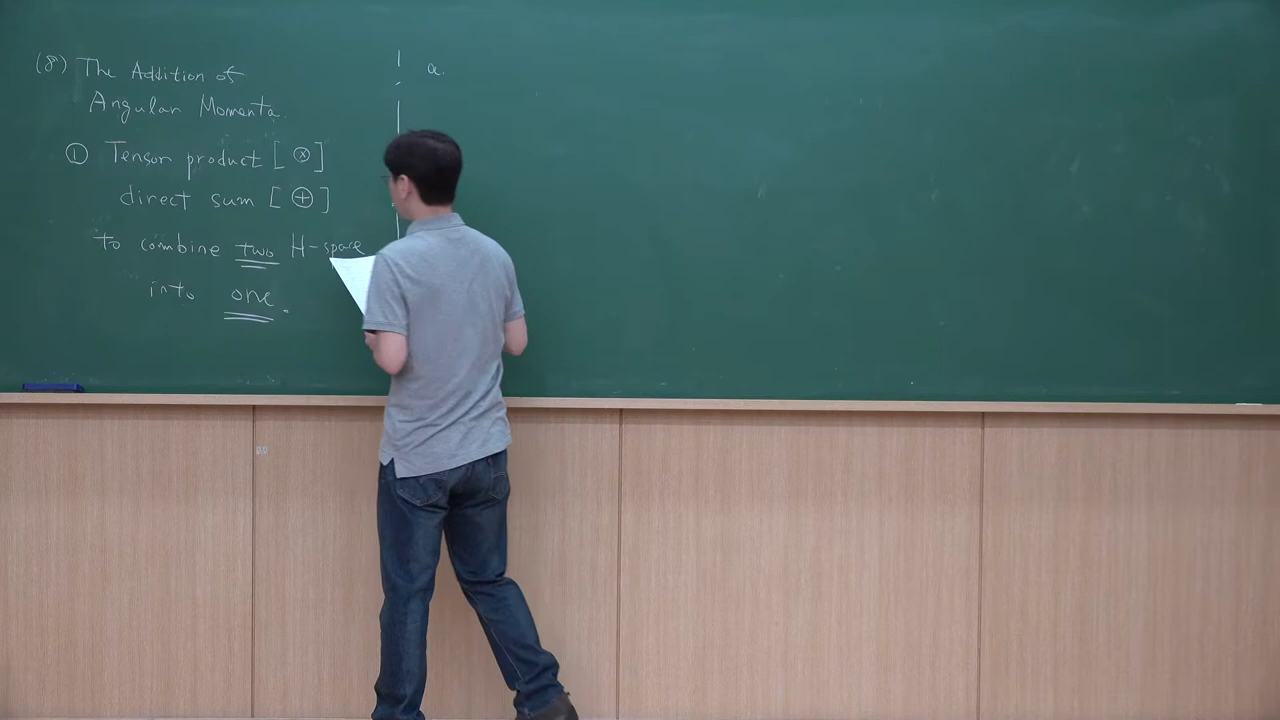 (8) The Addition of
Angular Momenta.
① Tensor product [ⓧ]
direct sum [⊕]
to combine two H-space
into one.
a.